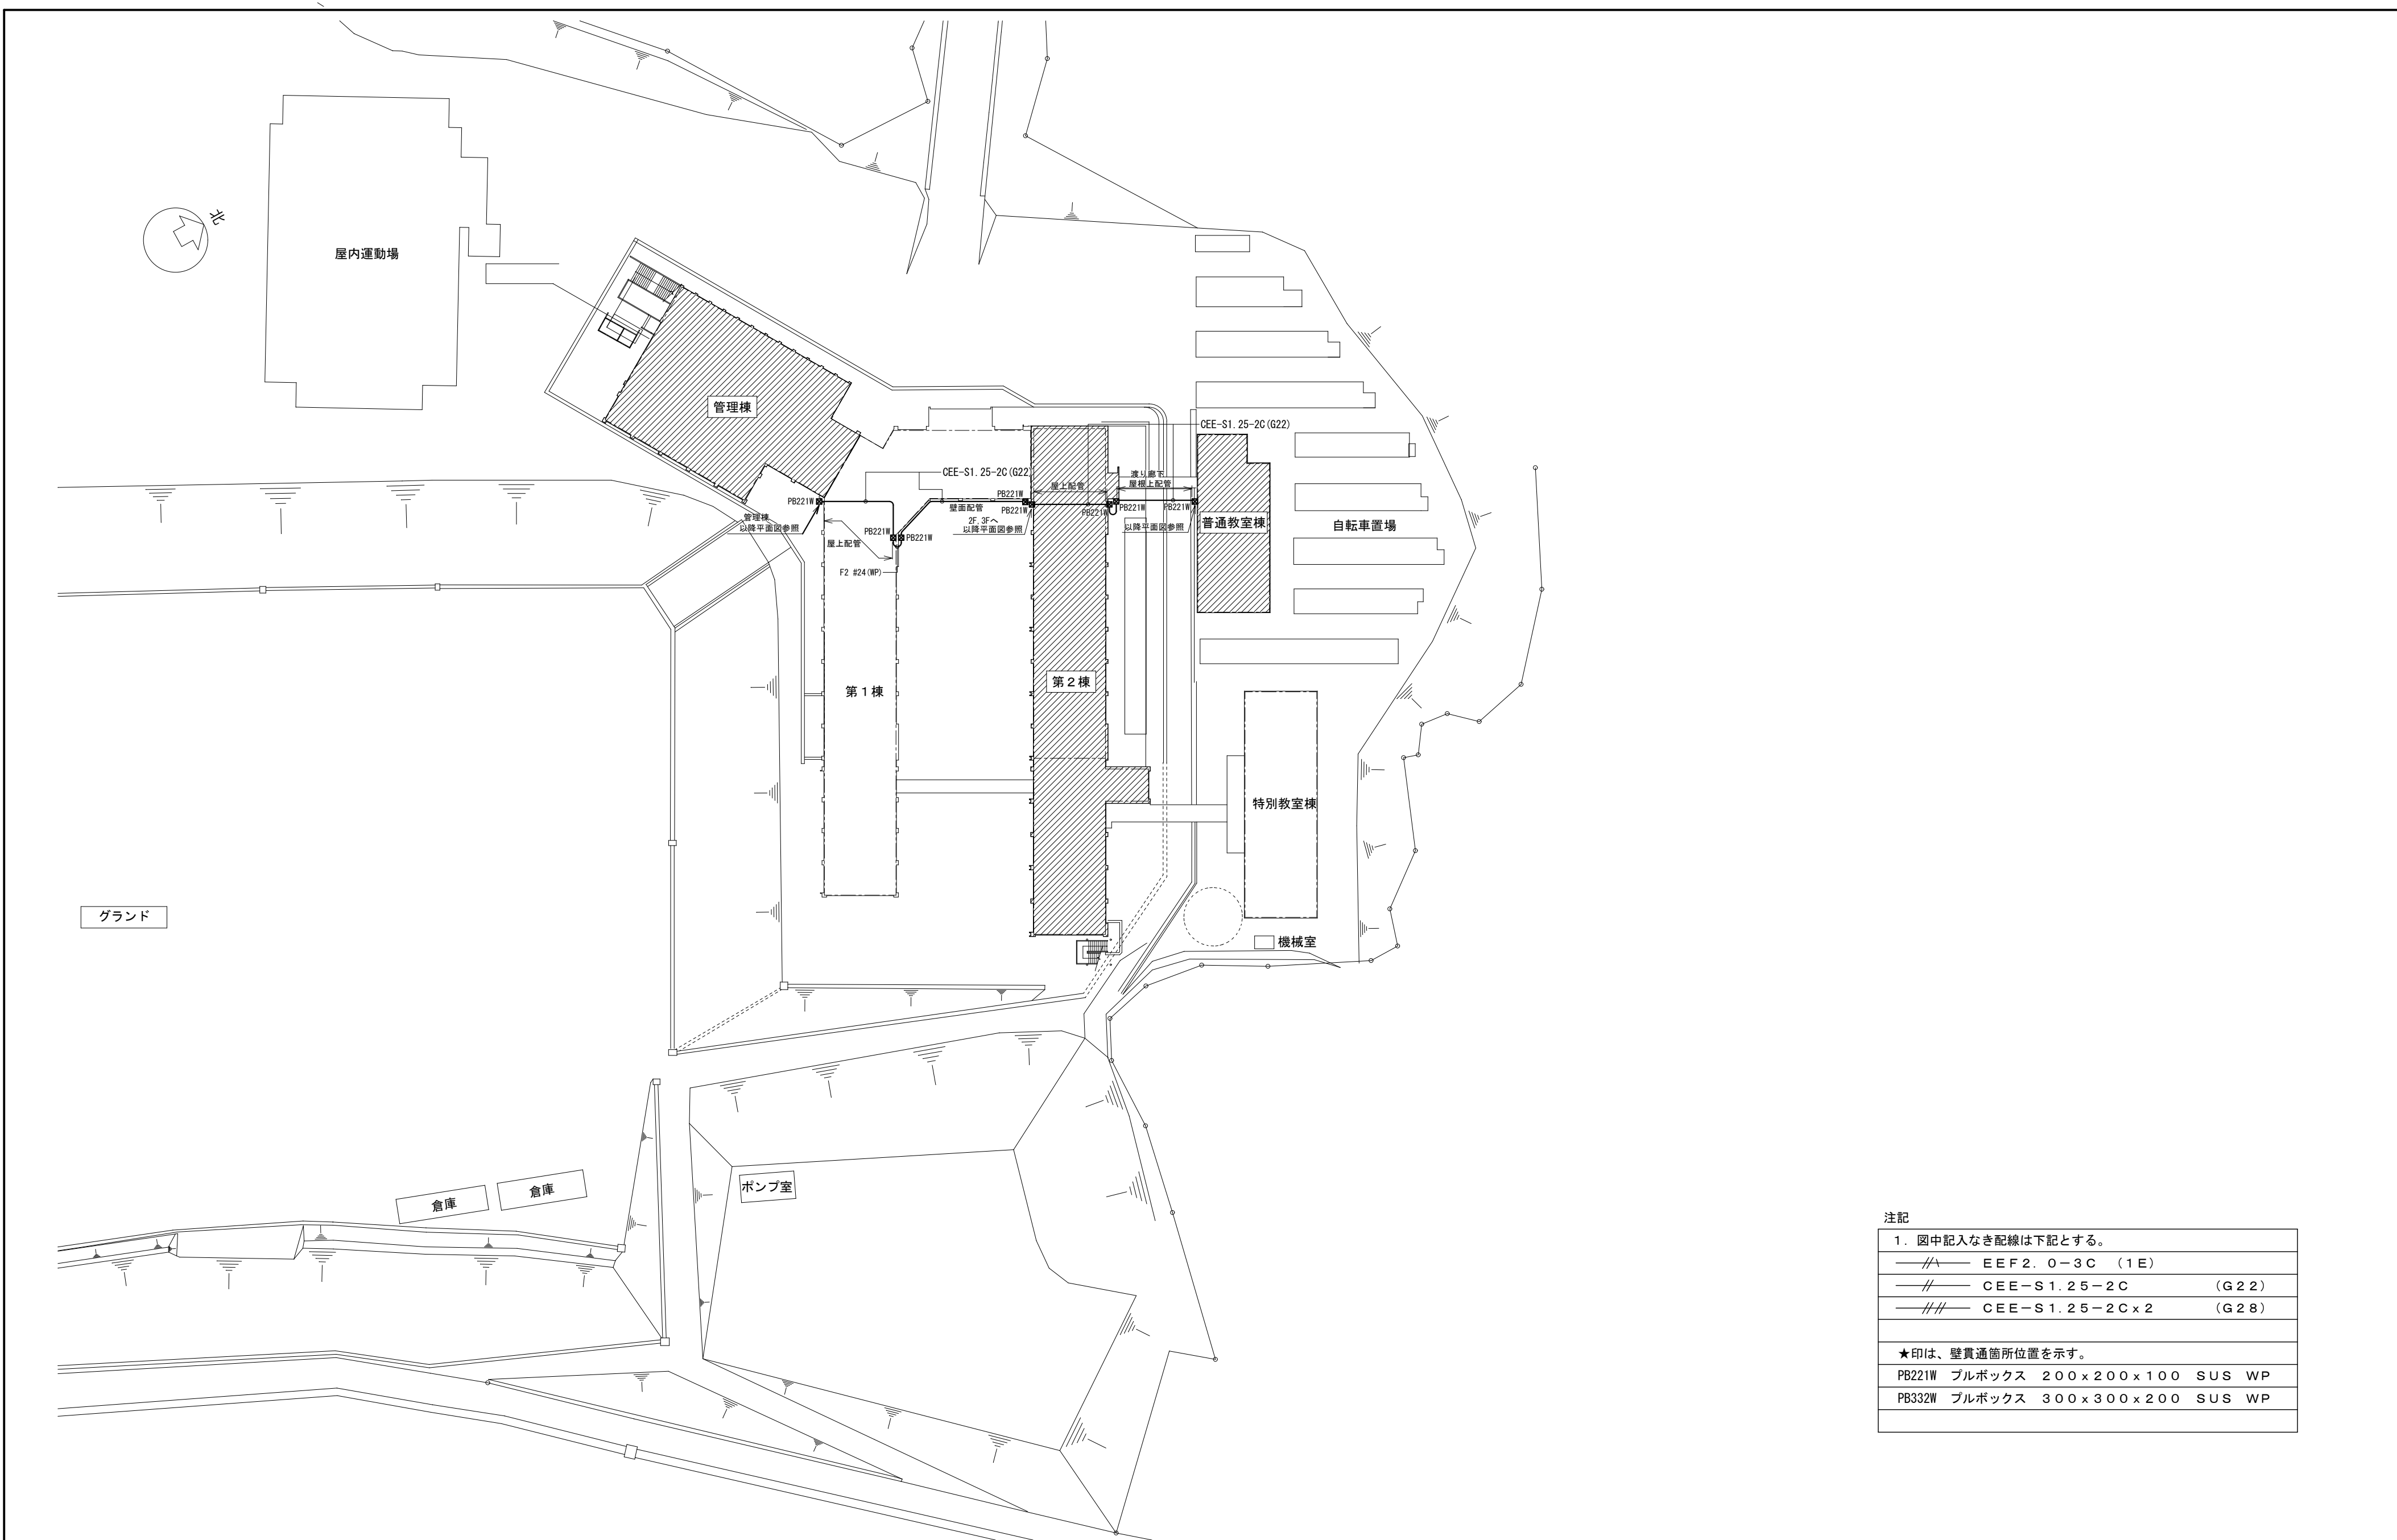 北
屋内運動場
管理棟
CEE-S1.25-2C(G22)
CEE-S1.25-2C(G22
渡り廊下
屋根上配管
屋上配管
PB221W
PB221W
壁面配管
PB221W
PB221W
PB221W
PB221W
管理棟
以降平面図参照
2F.3Fへ
以降平面図参照
以降平面図参照
普通教室棟
自転車置場
PB221W
PB221W
屋上配管
F2 #24(WP)
第1棟
第2棟
特別教室棟
グランド
機械室
倉庫
倉庫
ポンプ室
注記
1. 図中記入なき配線は下記とする。
EEF2.0-3C (1E)
CEE-S1.25-2C (G22)
CEE-S1.25-2Cx2 (G28)
★印は、壁貫通箇所位置を示す。
PB221W プルボックス 200x200x100 SUS WP
PB332W プルボックス 300x300x200 SUS WP